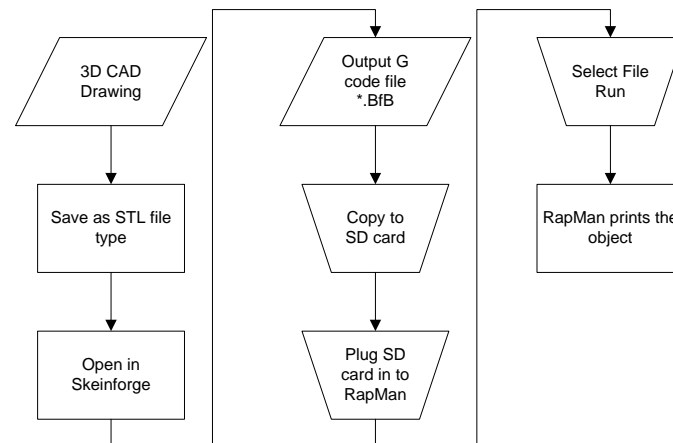 3D CAD
Drawing
Save as STL file
type
Open in
Skeinforge
Output G
code file
*.BfB
Copy to
SD card
Plug SD
card in to
RapMan
Select File
Run
RapMan prints the
object